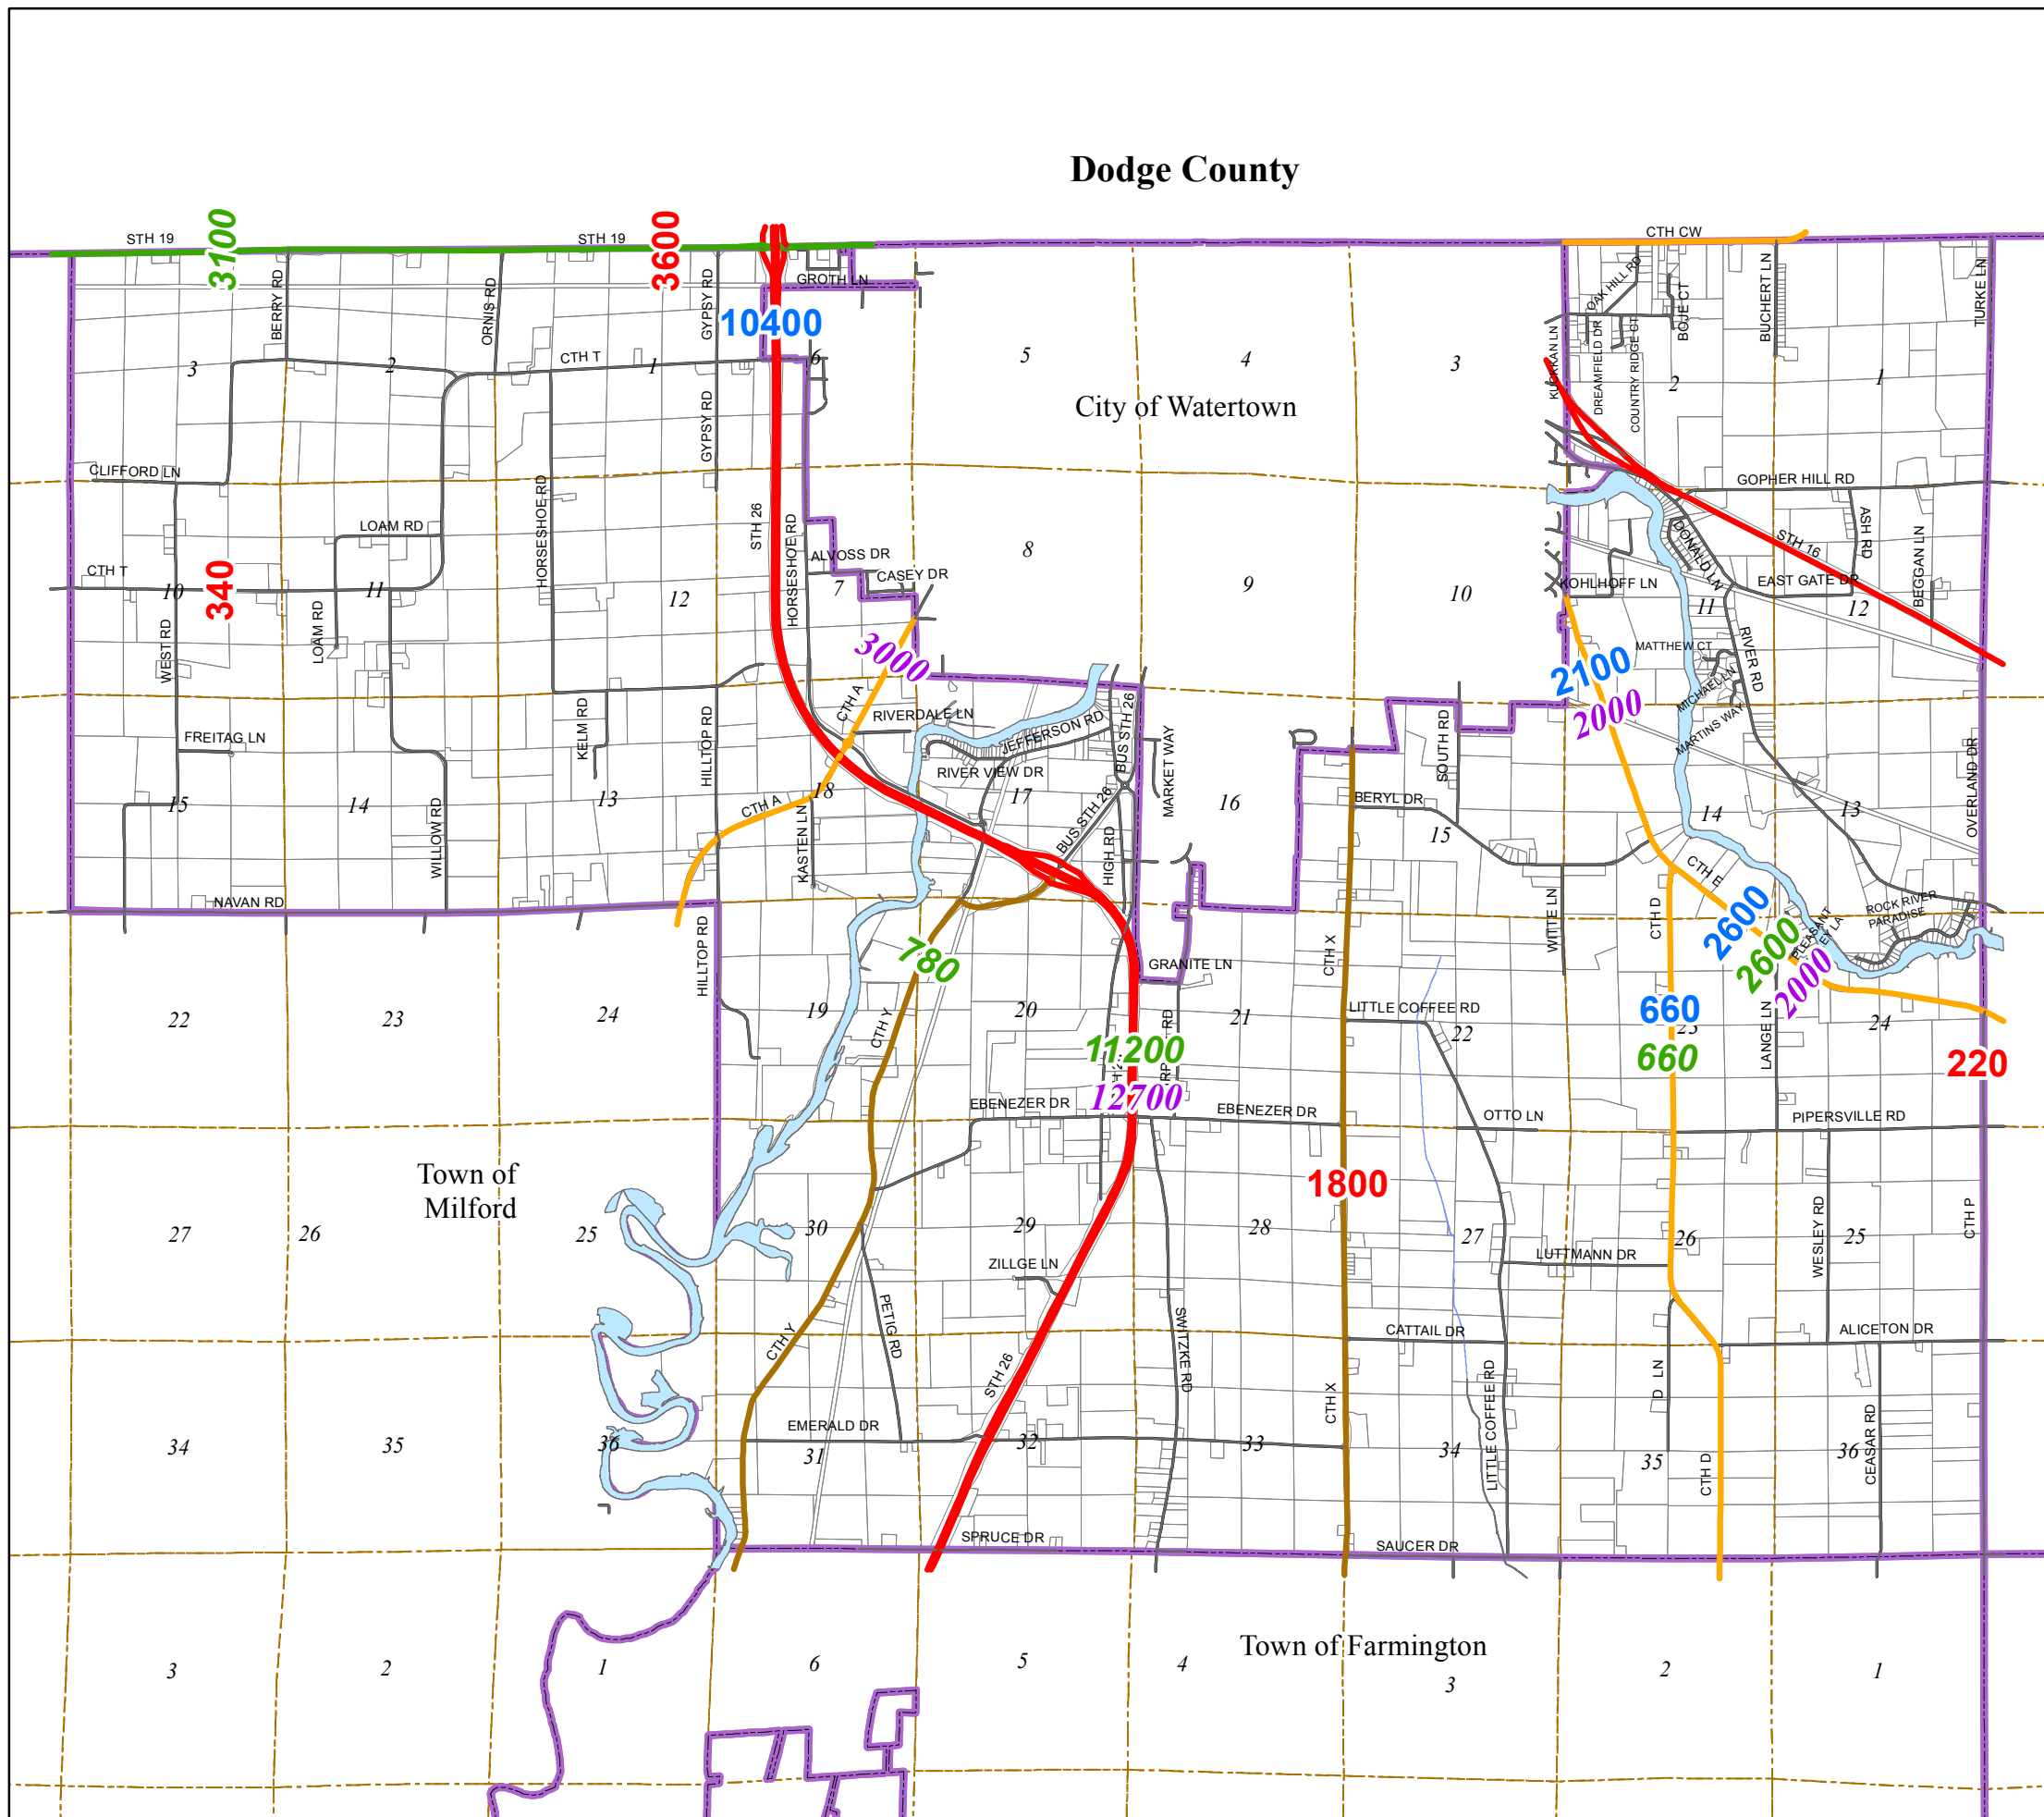 Dodge County
STH 19
3100
STH 19
3600
CTH CW
GROTH LN
10400
BERRY RD
ORNIS RD
GYPSY RD
OAK HILL RD
BOJE CT
BUCHERT LN
TURKE LN
DREAMFIELD DR
COUNTRY RIDGE CT
3
2
CTH T
1
6
5
4
3
2
1
City of Watertown
GYPSY RD
CLIFFORD LN
HORSESHOE RD
STH 26
HORSESHOE RD
LOAM RD
GOPHER HILL RD
ASH RD
BEGGAN LN
DONALD LN
STH 16
ALVOSS DR
CASEY DR
8
CTH T
10
340
11
12
7
9
10
KOHLHOFF LN
EAST GATE DR
11
12
WEST RD
LOAM RD
3000
2100
2000
MATTHEW CT
MICHAEL LN
MARTINS WAY
RIVER RD
CTH A
RIVERDALE LN
JEFFERSON RD
BUS STH 26
FREITAG LN
KELM RD
HILLTOP RD
RIVER VIEW DR
MARKET WAY
SOUTH RD
OVERLAND DR
15
14
13
CTH A
18
17
BUS STH 26
16
BERYL DR
15
14
13
WILLOW RD
KASTEN LN
HIGH RD
CTH E
NAVAN RD
HILLTOP RD
780
CTH X
WITTE LN
CTH D
2600
2600
2000
ROCK RIVER
PARADISE
GRANITE LN
22
23
24
19
CTH Y
20
21
LITTLE COFFEE RD
22
660
23
660
LANGE LN
24
220
11200
12700
EBENEZER DR
EBENEZER DR
OTTO LN
PIPERSVILLE RD
Town of
Milford
1800
27
26
25
30
29
28
27
26
25
WESLEY RD
CTH P
LUTTMANN DR
ZILLGE LN
PETIG RD
SWITZKE RD
CTH Y
STH 26
CATTAIL DR
ALICETON DR
CTH X
LITTLE COFFEE RD
D LN
CTH D
CEASAR RD
EMERALD DR
34
35
36
31
32
33
34
35
36
SPRUCE DR
SAUCER DR
Town of Farmington
3
2
1
6
5
4
3
2
1